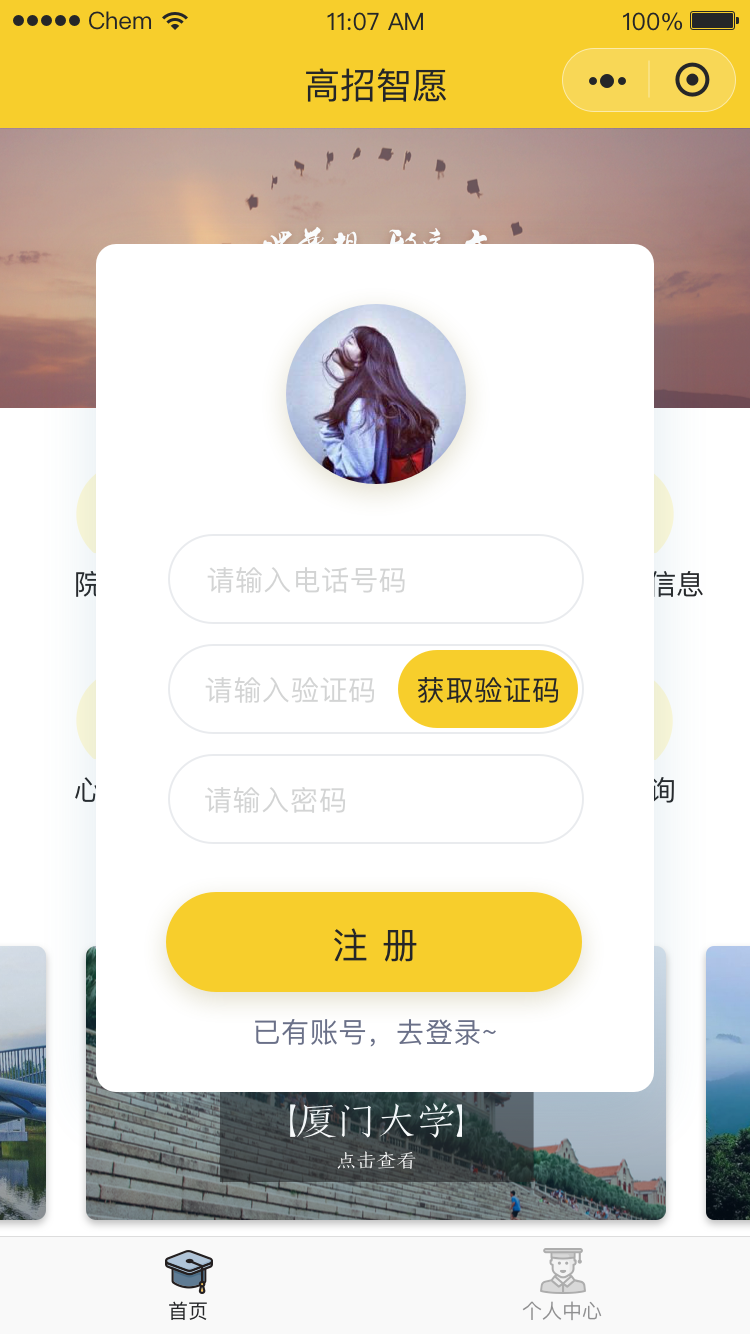 Chem 11:07 AM 100%
高招智愿
请输入电话号码
院 信息
请输入验证码 获取验证码
心 询
请输入密码
注 册
已有账号，去登录~
【厦门大学】
点击查看
首页 个人中心